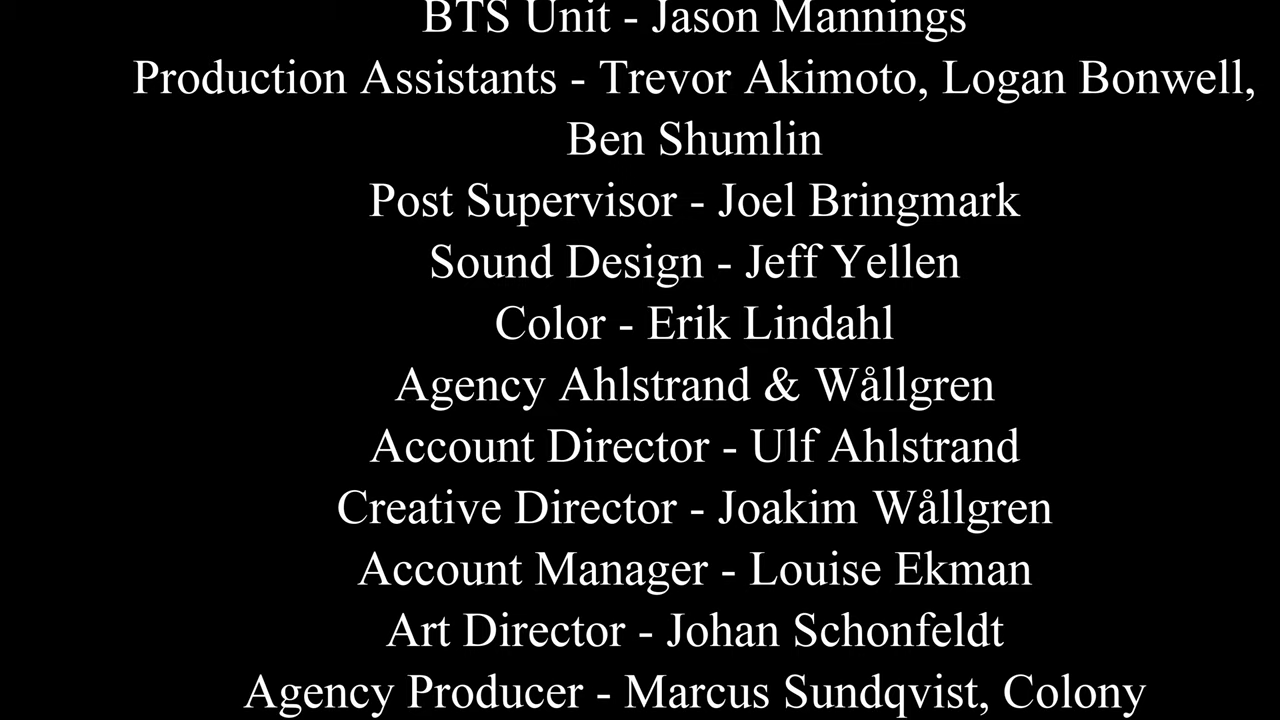 BTS Unit - Jason Mannings
Production Assistants - Trevor Akimoto, Logan Bonwell,
Ben Shumlin
Post Supervisor - Joel Bringmark
Sound Design - Jeff Yellen
Color - Erik Lindahl
Agency Ahlstrand & Wållgren
Account Director - Ulf Ahlstrand
Creative Director - Joakim Wållgren
Account Manager - Louise Ekman
Art Director - Johan Schonfeldt
Agency Producer - Marcus Sundqvist, Colony